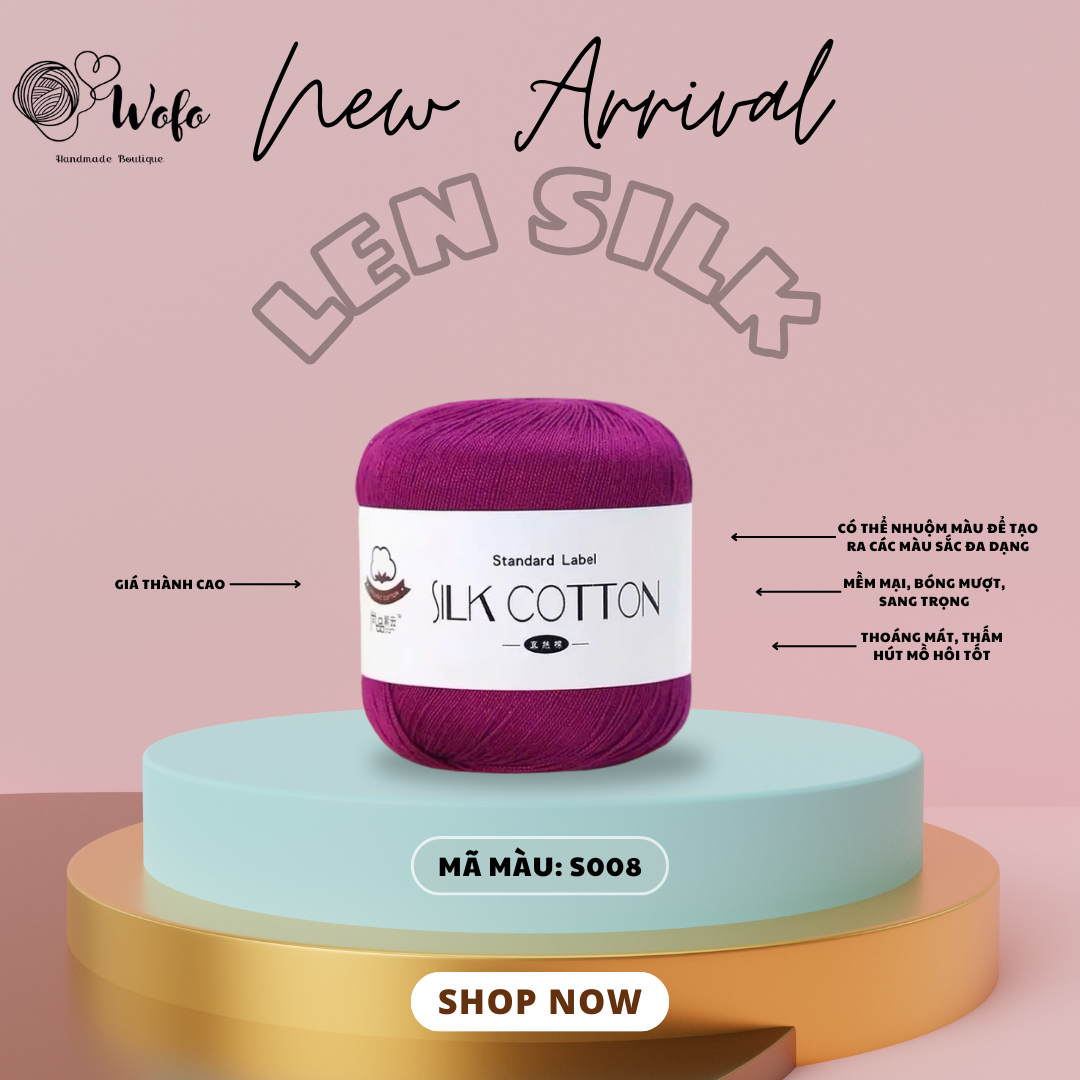 Wofo
Handmade Boutique
New Arrival
LEN SILK
CÓ THỂ NHUỘM MÀU ĐỂ TẠO
RA CÁC MÀU SẮC ĐA DẠNG
GIÁ THÀNH CAO
MỀM MẠI, BÓNG MƯỢT,
SANG TRỌNG
THOÁNG MÁT, THẤM
HÚT MỒ HÔI TỐT
Standard Label
SILK COTTON
MÃ MÀU: S008
SHOP NOW